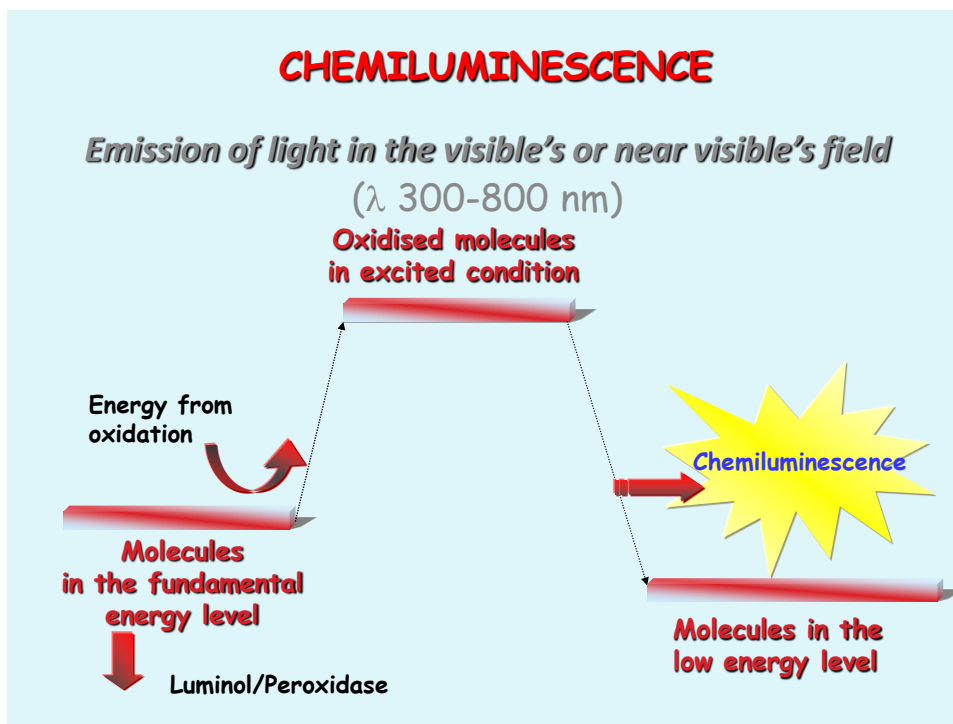 CHEMILUMINESCENCE
Emission of light in the visible's or near visible's field
(λ 300-800 nm)
Oxidised molecules
in excited condition
Energy from
oxidation
Chemiluminescence
Molecules
in the fundamental
energy level
Molecules in the
low energy level
Luminol/Peroxidase